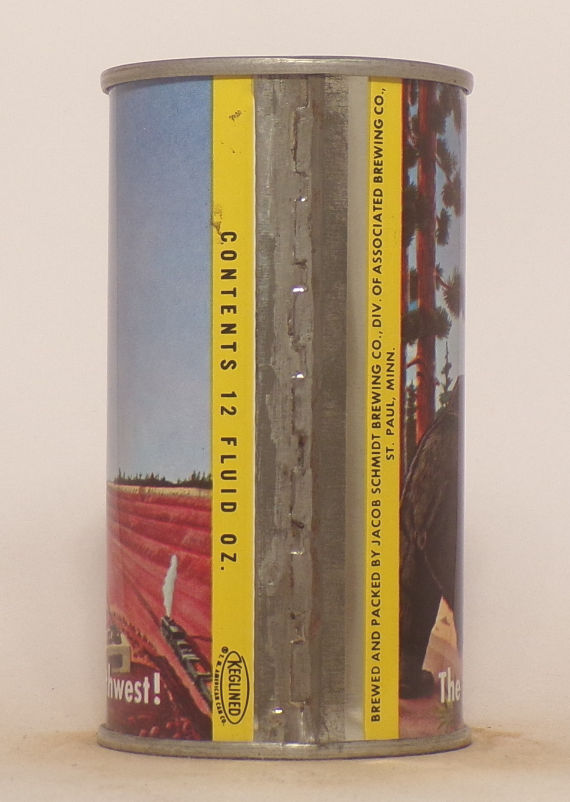 CONTENTS 12 FLUID OZ.
KEGLINED
BREWED AND PACKED BY JACOB SCHMIDT BREWING CO., DIV. OF ASSOCIATED BREWING CO.,
ST. PAUL, MINN.
hwest!
The